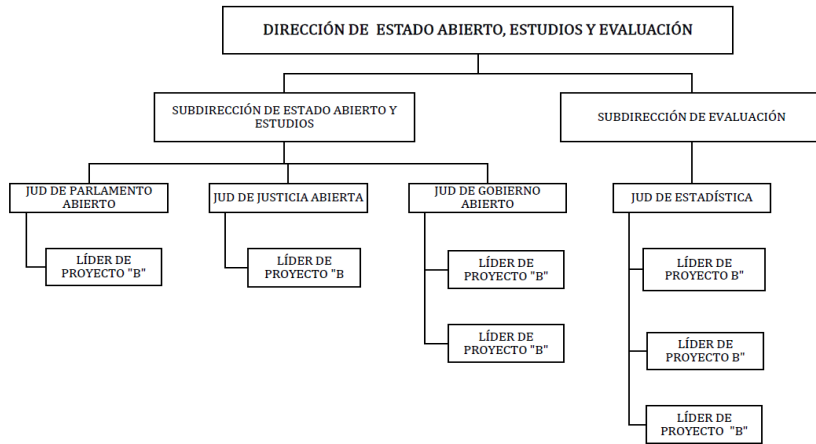 DIRECCIÓN DE ESTADO ABIERTO, ESTUDIOS Y EVALUACIÓN
SUBDIRECCIÓN DE ESTADO ABIERTO Y
ESTUDIOS
SUBDIRECCIÓN DE EVALUACIÓN
JUD DE PARLAMENTO
ABIERTO
JUD DE JUSTICIA ABIERTA
JUD DE GOBIERNO
ABIERTO
JUD DE ESTADÍSTICA
LÍDER DE
PROYECTO "B"
LÍDER DE
PROYECTO "B
LÍDER DE
PROYECTO "B"
LÍDER DE
PROYECTO B"
LÍDER DE
PROYECTO "B"
LÍDER DE
PROYECTO B"
LÍDER DE
PROYECTO "B"